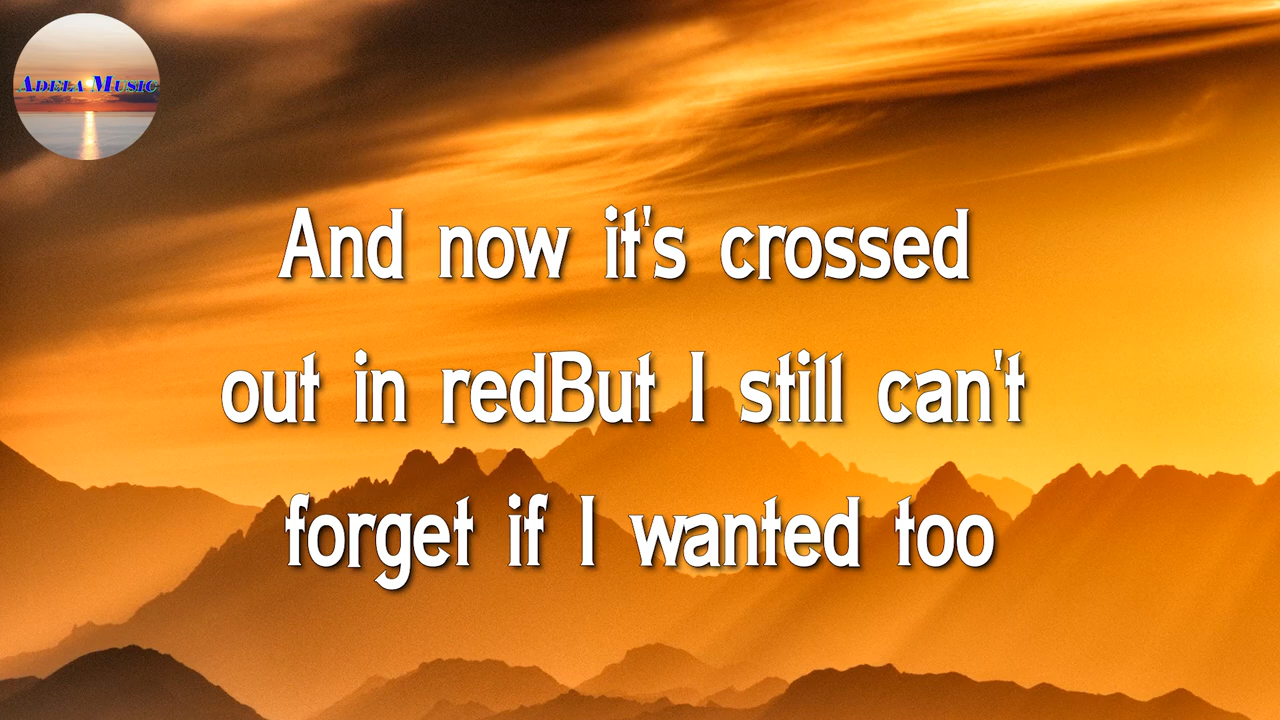 Adela Music
And now it's crossed
out in redBut I still can't
forget if I wanted too